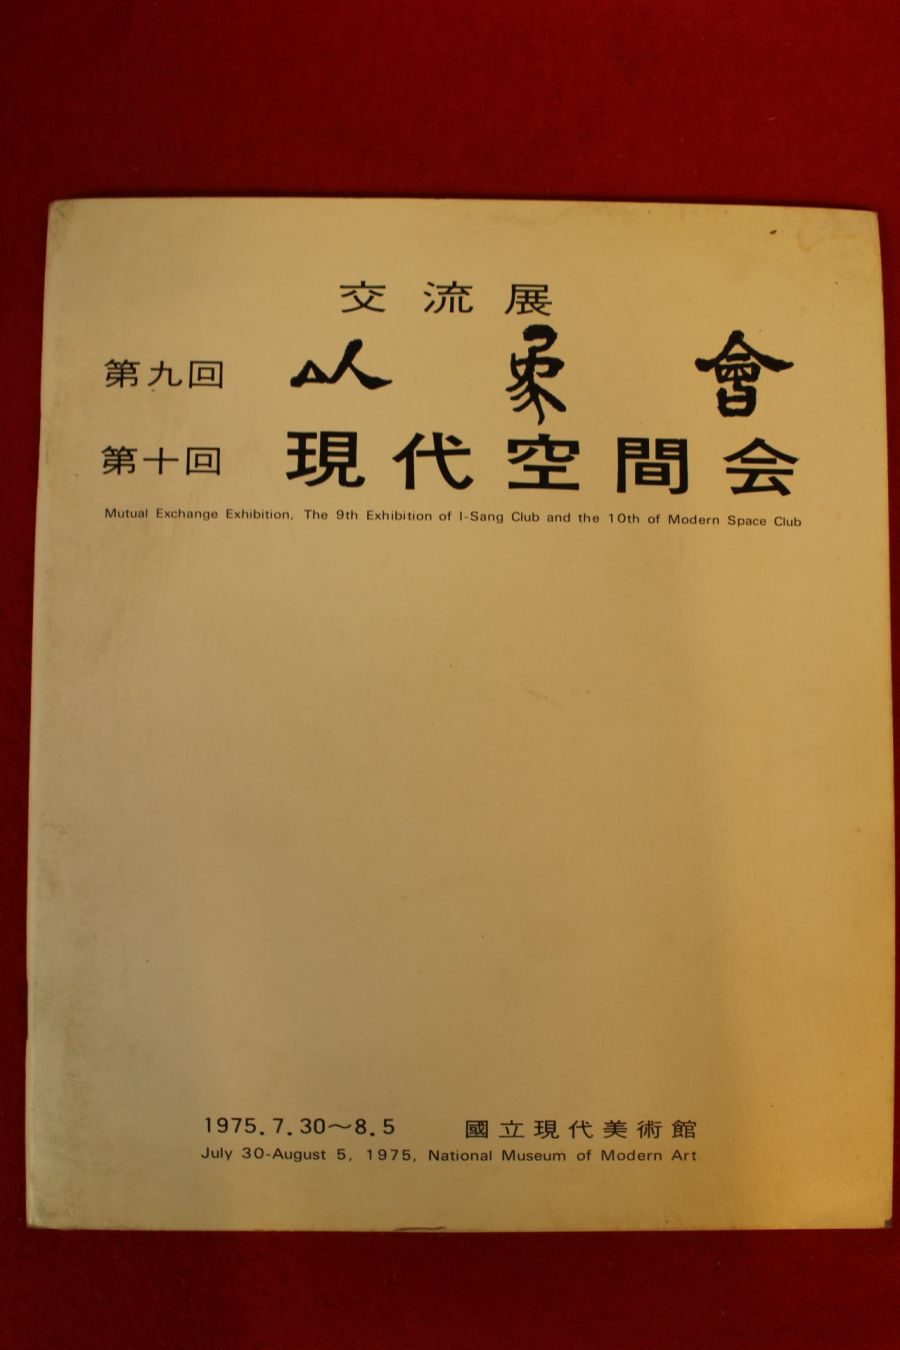 交流展
第九回 以象會
第十回 現代空間会
Mutual Exchange Exhibition, The 9th Exhibition of I-Sang Club and the 10th of Modern Space Club
1975.7.30〜8.5 國立現代美術館
July 30-August 5, 1975, National Museum of Modern Art